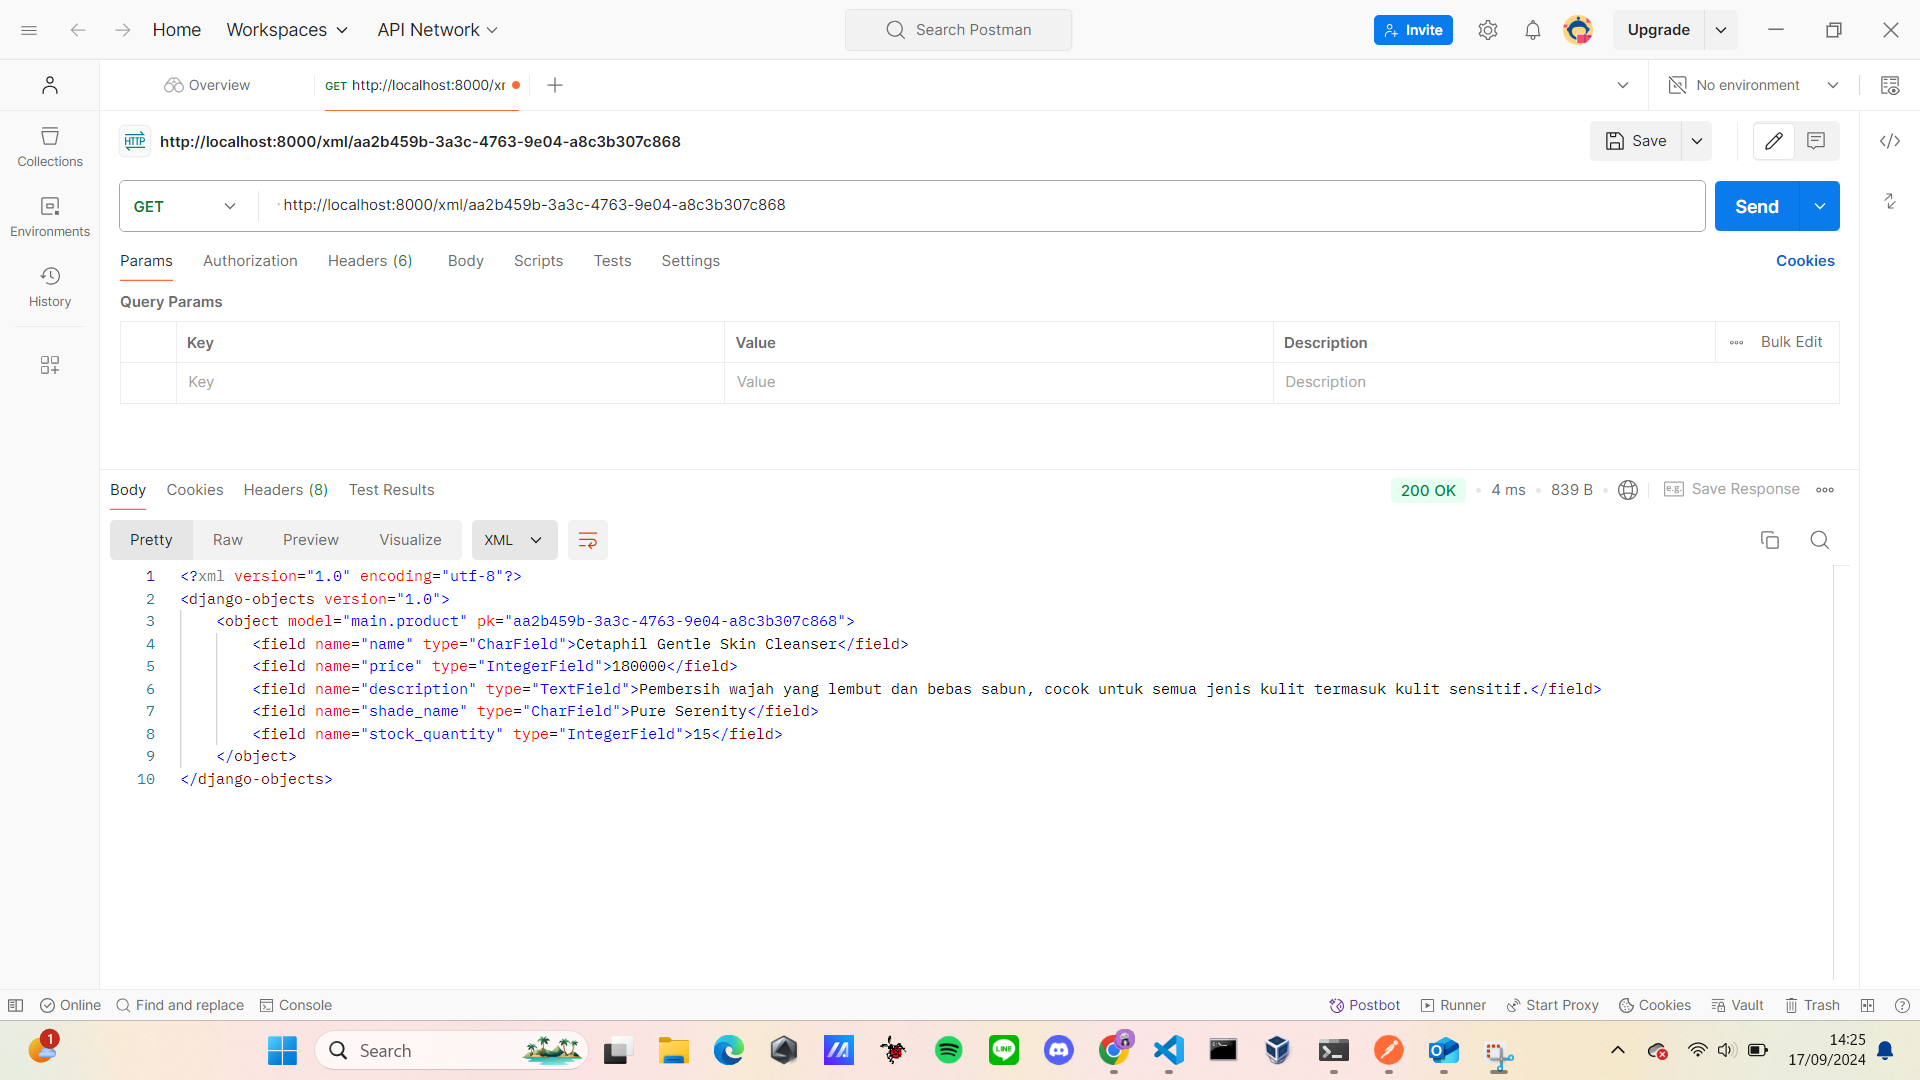 Home Workspaces API Network Search Postman Invite Upgrade
Overview GET http://localhost:8000/xr No environment
HTTP http://localhost:8000/xml/aa2b459b-3a3c-4763-9e04-a8c3b307c868 Save
Collections
GET http://localhost:8000/xml/aa2b459b-3a3c-4763-9e04-a8c3b307c868 Send
Environments
Params Authorization Headers (6) Body Scripts Tests Settings Cookies
History
Query Params
Key Value Description Bulk Edit
Key Value Description
Body Cookies Headers (8) Test Results 200 OK 4 ms 839 B e.g. Save Response
Pretty Raw Preview Visualize XML
1 <?xml version="1.0" encoding="utf-8"?>
2 <django-objects version="1.0">
3 <object model="main.product" pk="aa2b459b-3a3c-4763-9e04-a8c3b307c868">
4 <field name="name" type="CharField">Cetaphil Gentle Skin Cleanser</field>
5 <field name="price" type="IntegerField">180000</field>
6 <field name="description" type="TextField">Pembersih wajah yang lembut dan bebas sabun, cocok untuk semua jenis kulit termasuk kulit sensitif.</field>
7 <field name="shade_name" type="CharField">Pure Serenity</field>
8 <field name="stock_quantity" type="IntegerField">15</field>
9 </object>
10 </django-objects>
Online Find and replace Console Postbot Runner Start Proxy Cookies Vault Trash
1 Search LINE 14:25
17/09/2024